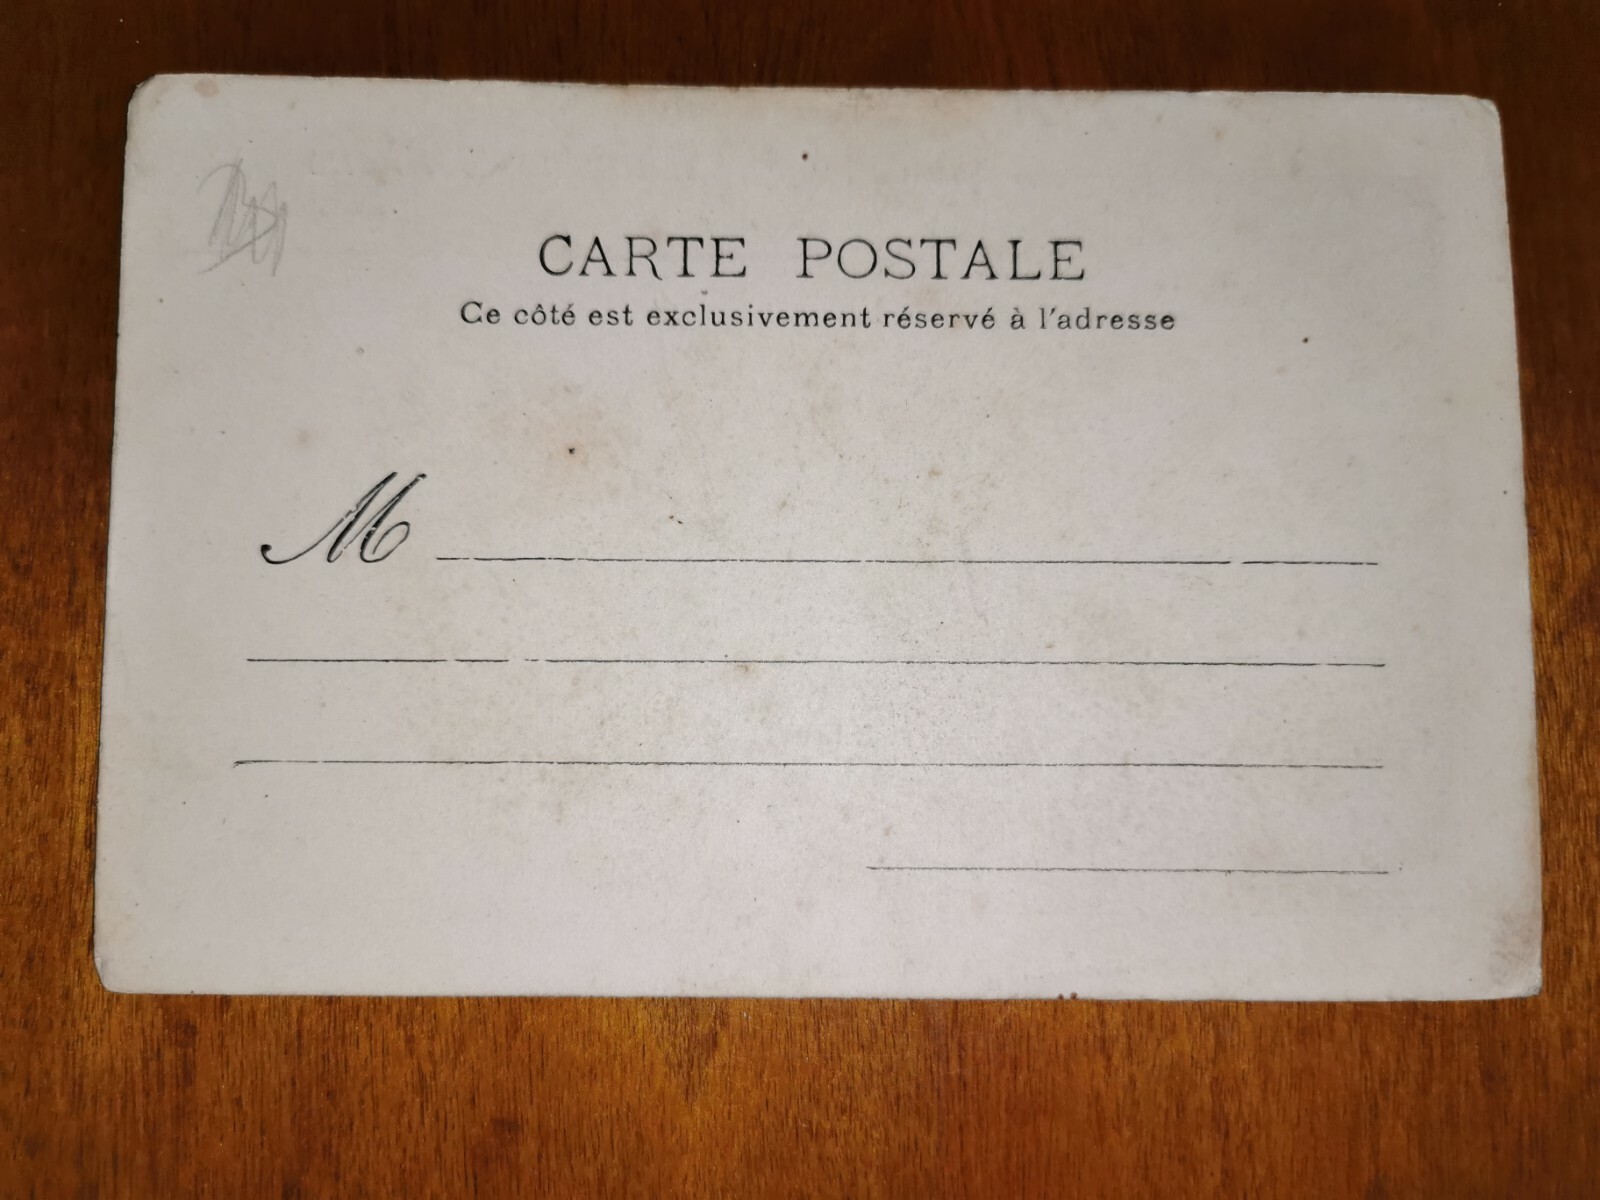 CARTE POSTALE
Ce côté est exclusivement réservé à l'adresse
M